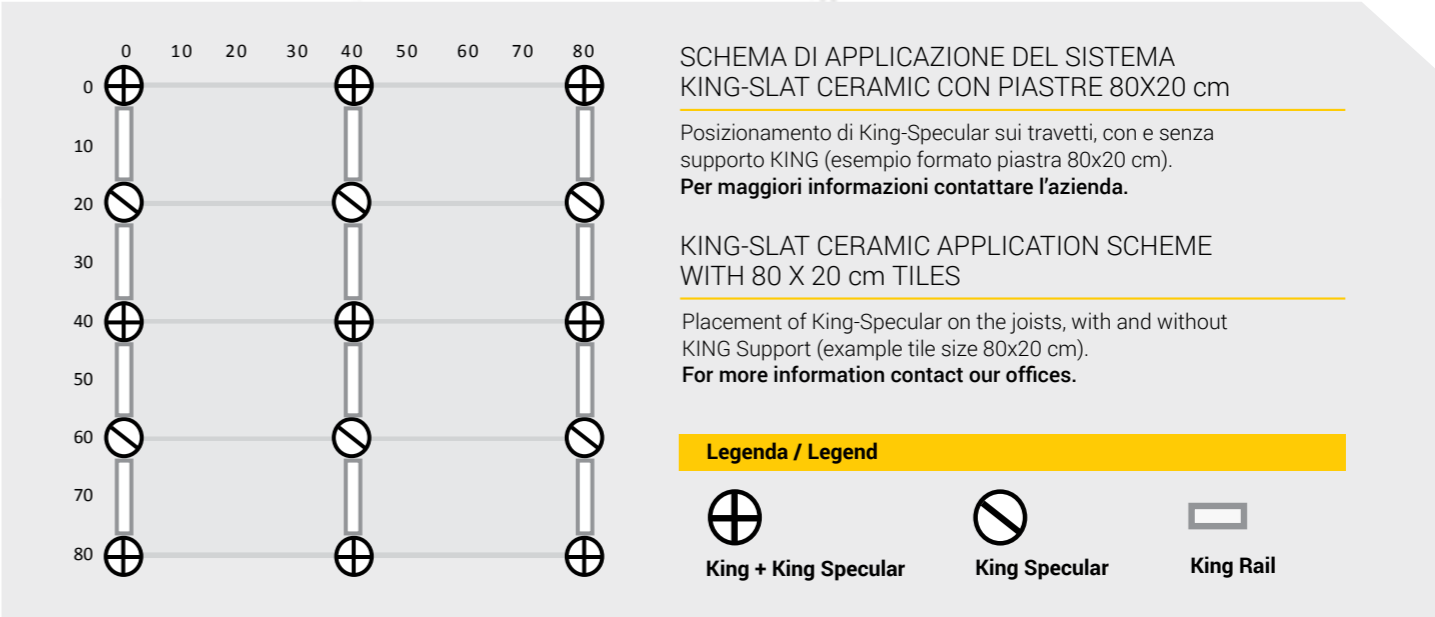 0 10 20 30 40 50 60 70 80
0
10
20
30
40
50
60
70
80
SCHEMA DI APPLICAZIONE DEL SISTEMA
KING-SLAT CERAMIC CON PIASTRE 80X20 cm
Posizionamento di King-Specular sui travetti, con e senza
supporto KING (esempio formato piastra 80x20 cm).
Per maggiori informazioni contattare l'azienda.
KING-SLAT CERAMIC APPLICATION SCHEME
WITH 80 X 20 cm TILES
Placement of King-Specular on the joists, with and without
KING Support (example tile size 80x20 cm).
For more information contact our offices.
Legenda / Legend
King + King Specular
King Specular
King Rail